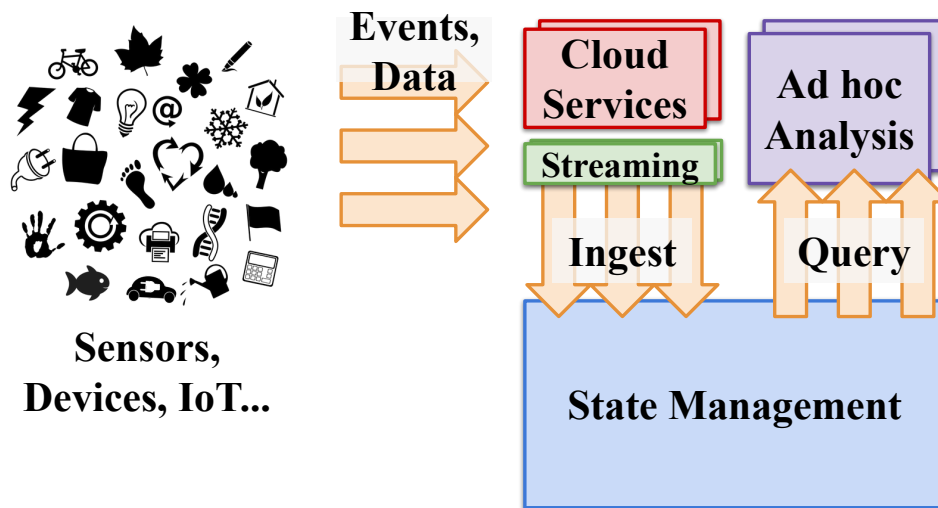 Events,
Data
Cloud
Services
Streaming
Ad hoc
Analysis
Ingest
Query
@
Sensors,
Devices, IoT...
State Management